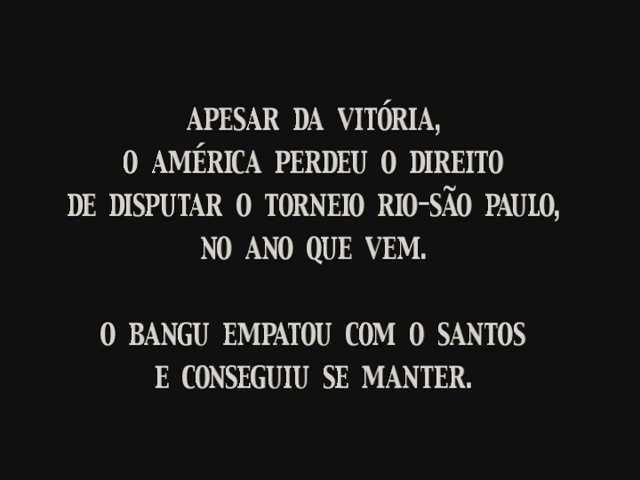 APESAR DA VITÓRIA,
O AMÉRICA PERDEU O DIREITO
DE DISPUTAR O TORNEIO RIO-SÃO PAULO,
NO ANO QUE VEM.
O BANGU EMPATOU COM O SANTOS
E CONSEGUIU SE MANTER.